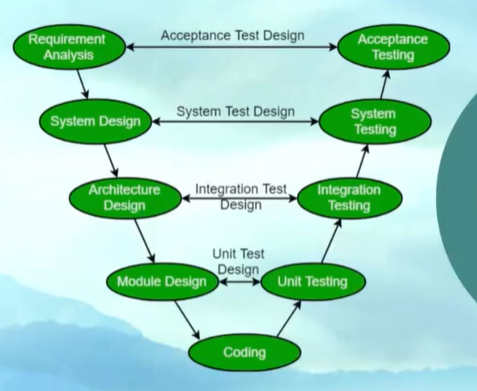 Requirement
Analysis
Acceptance Test Design
Acceptance
Testing
System Design
System Test Design
System
Testing
Architecture
Design
Integration Test
Design
Integration
Testing
Module Design
Unit Test
Design
Unit Testing
Coding